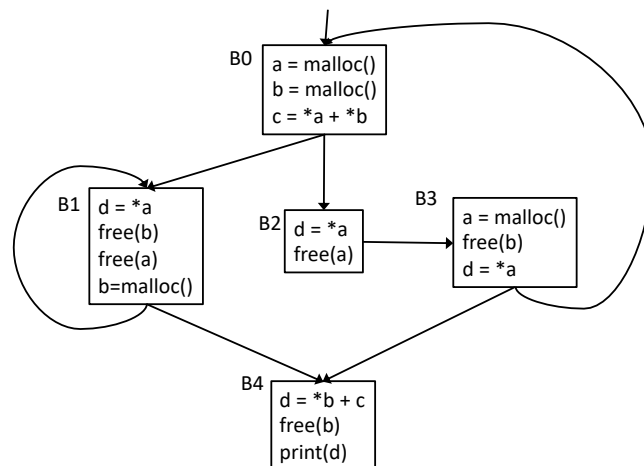 B0
a = malloc()
b = malloc()
c = *a + *b
B1
d = *a
free(b)
free(a)
b=malloc()
B2
d = *a
free(a)
B3
a = malloc()
free(b)
d = *a
B4
d = *b + c
free(b)
print(d)